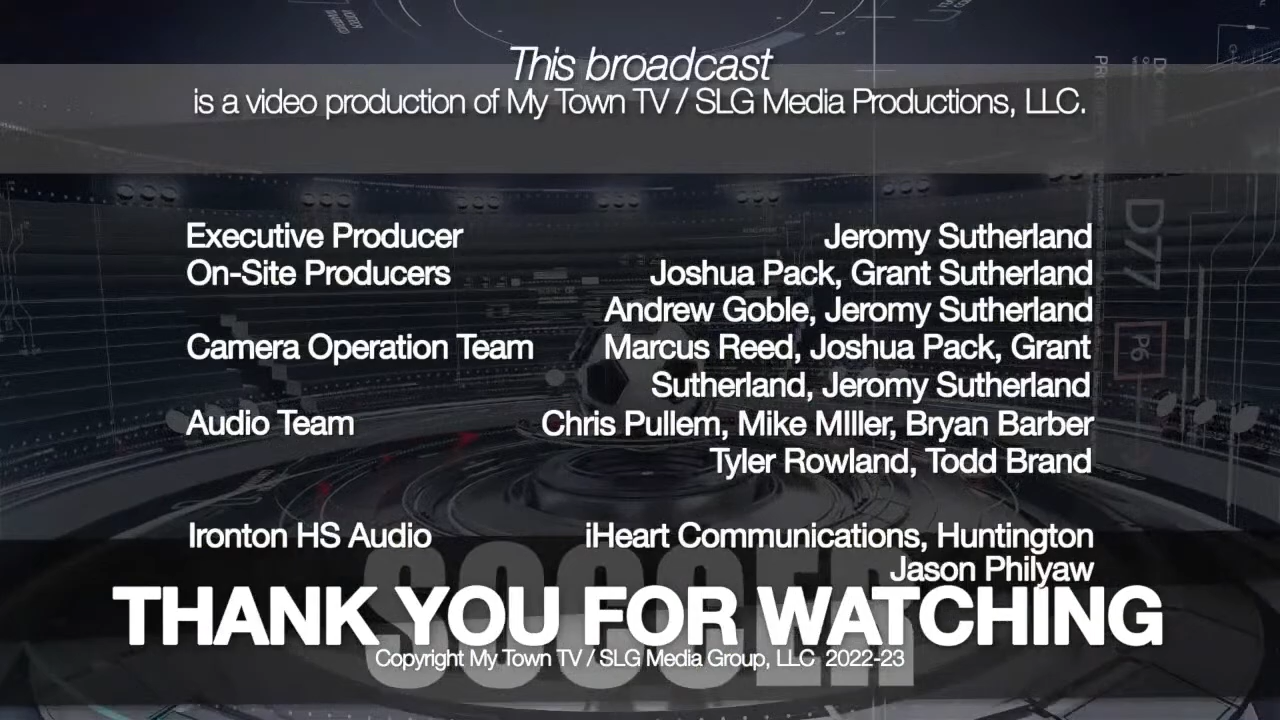 This broadcast
is a video production of My Town TV / SLG Media Productions, LLC.
Executive Producer Jeromy Sutherland
On-Site Producers Joshua Pack, Grant Sutherland
Andrew Goble, Jeromy Sutherland
Camera Operation Team Marcus Reed, Joshua Pack, Grant
Sutherland, Jeromy Sutherland
Audio Team Chris Pullem, Mike MIller, Bryan Barber
Tyler Rowland, Todd Brand
Ironton HS Audio iHeart Communications, Huntington
Jason Philyaw
SOCCER
THANK YOU FOR WATCHING
Copyright My Town TV / SLG Media Group, LLC 2022-23
D77
P6